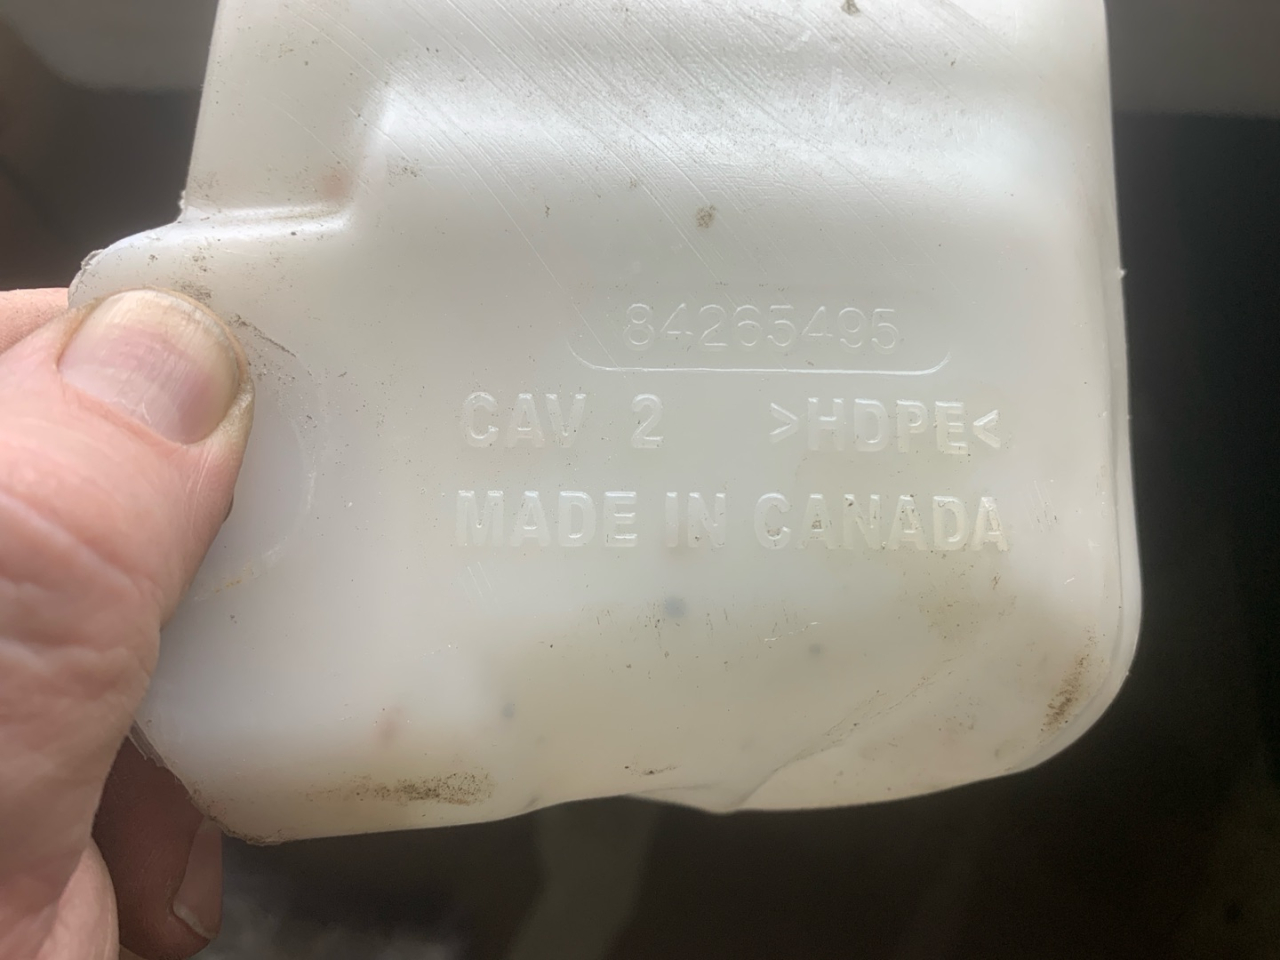 84265495
CAV 2 >HDPE<
MADE IN CANADA